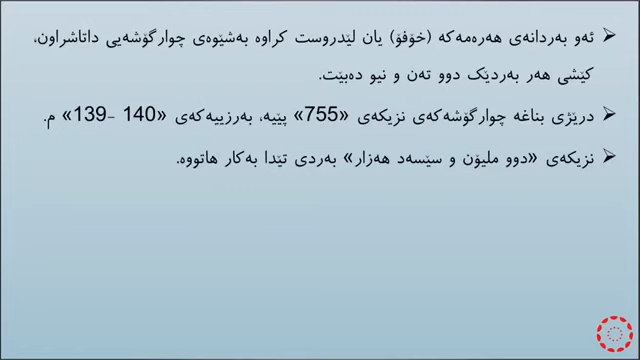 ئەو بەردانەی هەرەمەکە (خۆفۆ) یان لێدروست کراوە بەشێوەی چوارگۆشەیی داتاشراون،
کێشی هەر بەردێک دوو تەن و نیو دەبێت.
درێژی بناغە چوارگۆشەکەی نزیکەی «755» پێیە، بەرزییەکەی «140 –139» م.
نزیکەی «دوو ملیۆن و سێسەد هەزار» بەردی تێدا بەکار هاتووە.